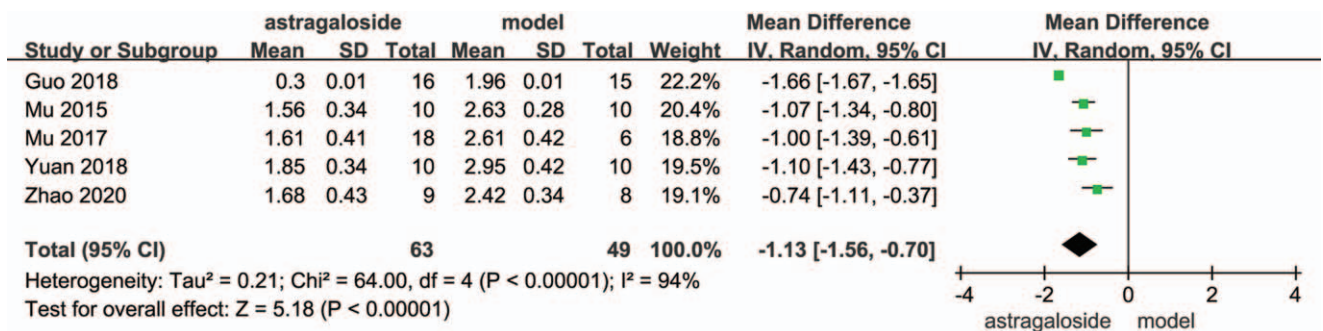 astragaloside model Mean Difference Mean Difference
Study or Subgroup Mean SD Total Mean SD Total Weight IV, Random, 95% CI IV, Random, 95% CI
Guo 2018 0.3 0.01 16 1.96 0.01 15 22.2% -1.66 [-1.67, -1.65]
Mu 2015 1.56 0.34 10 2.63 0.28 10 20.4% -1.07 [-1.34, -0.80]
Mu 2017 1.61 0.41 18 2.61 0.42 6 18.8% -1.00 [-1.39, -0.61]
Yuan 2018 1.85 0.34 10 2.95 0.42 10 19.5% -1.10 [-1.43, -0.77]
Zhao 2020 1.68 0.43 9 2.42 0.34 8 19.1% -0.74 [-1.11, -0.37]
Total (95% CI) 63 49 100.0% -1.13 [-1.56, -0.70]
Heterogeneity: Tau² = 0.21; Chi² = 64.00, df = 4 (P < 0.00001); I² = 94%
Test for overall effect: Z = 5.18 (P < 0.00001)
-4 -2 0 2 4
astragaloside model